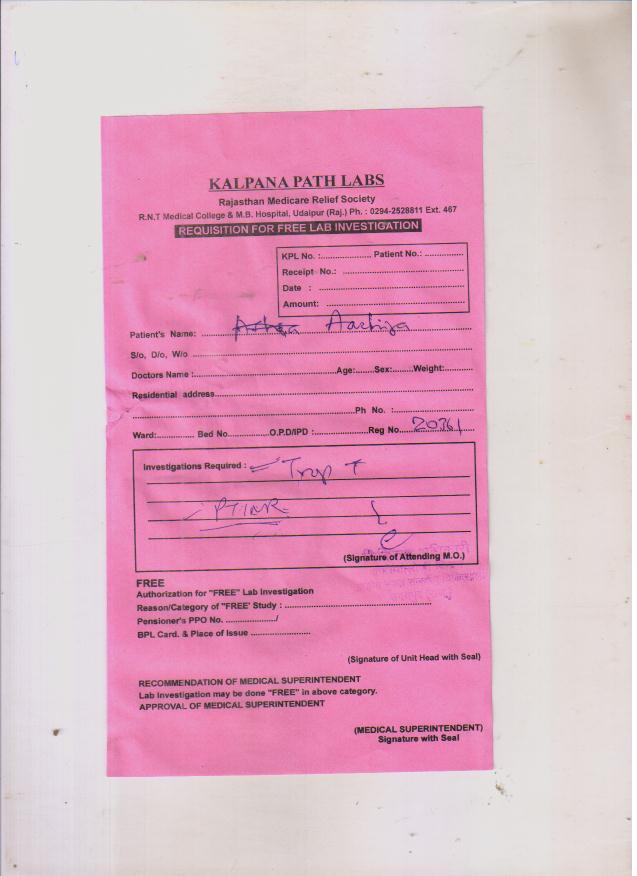 KALPANA PATH LABS
Rajasthan Medicare Relief Society
R.N.T Medical College & M.B. Hospital, Udaipur (Raj.) Ph. : 0294-2528811 Ext. 467
REQUISITION FOR FREE LAB INVESTIGATION
KPL No. :.................... Patient No.: ...............
Receipt No.: ................................................
Date : ................................................
Amount: ................................................
Patient's Name: ........ Aashiya
S/o, D/o, W/o ................................................
Doctors Name :................................Age:.......Sex:.......Weight:..........
Residential address................................................
................................................Ph No. :..........................
Ward:............. Bed No..............O.P.D/IPD :..................Reg No. 20361
Investigations Required : Trop T
PTINR
(Signature of Attending M.O.)
FREE
Authorization for "FREE" Lab Investigation
Reason/Category of "FREE' Study : ................................................
Pensioner's PPO No. ................/
BPL Card. & Place of Issue ....................
(Signature of Unit Head with Seal)
RECOMMENDATION OF MEDICAL SUPERINTENDENT
Lab Investigation may be done "FREE" in above category.
APPROVAL OF MEDICAL SUPERINTENDENT
(MEDICAL SUPERINTENDENT)
Signature with Seal